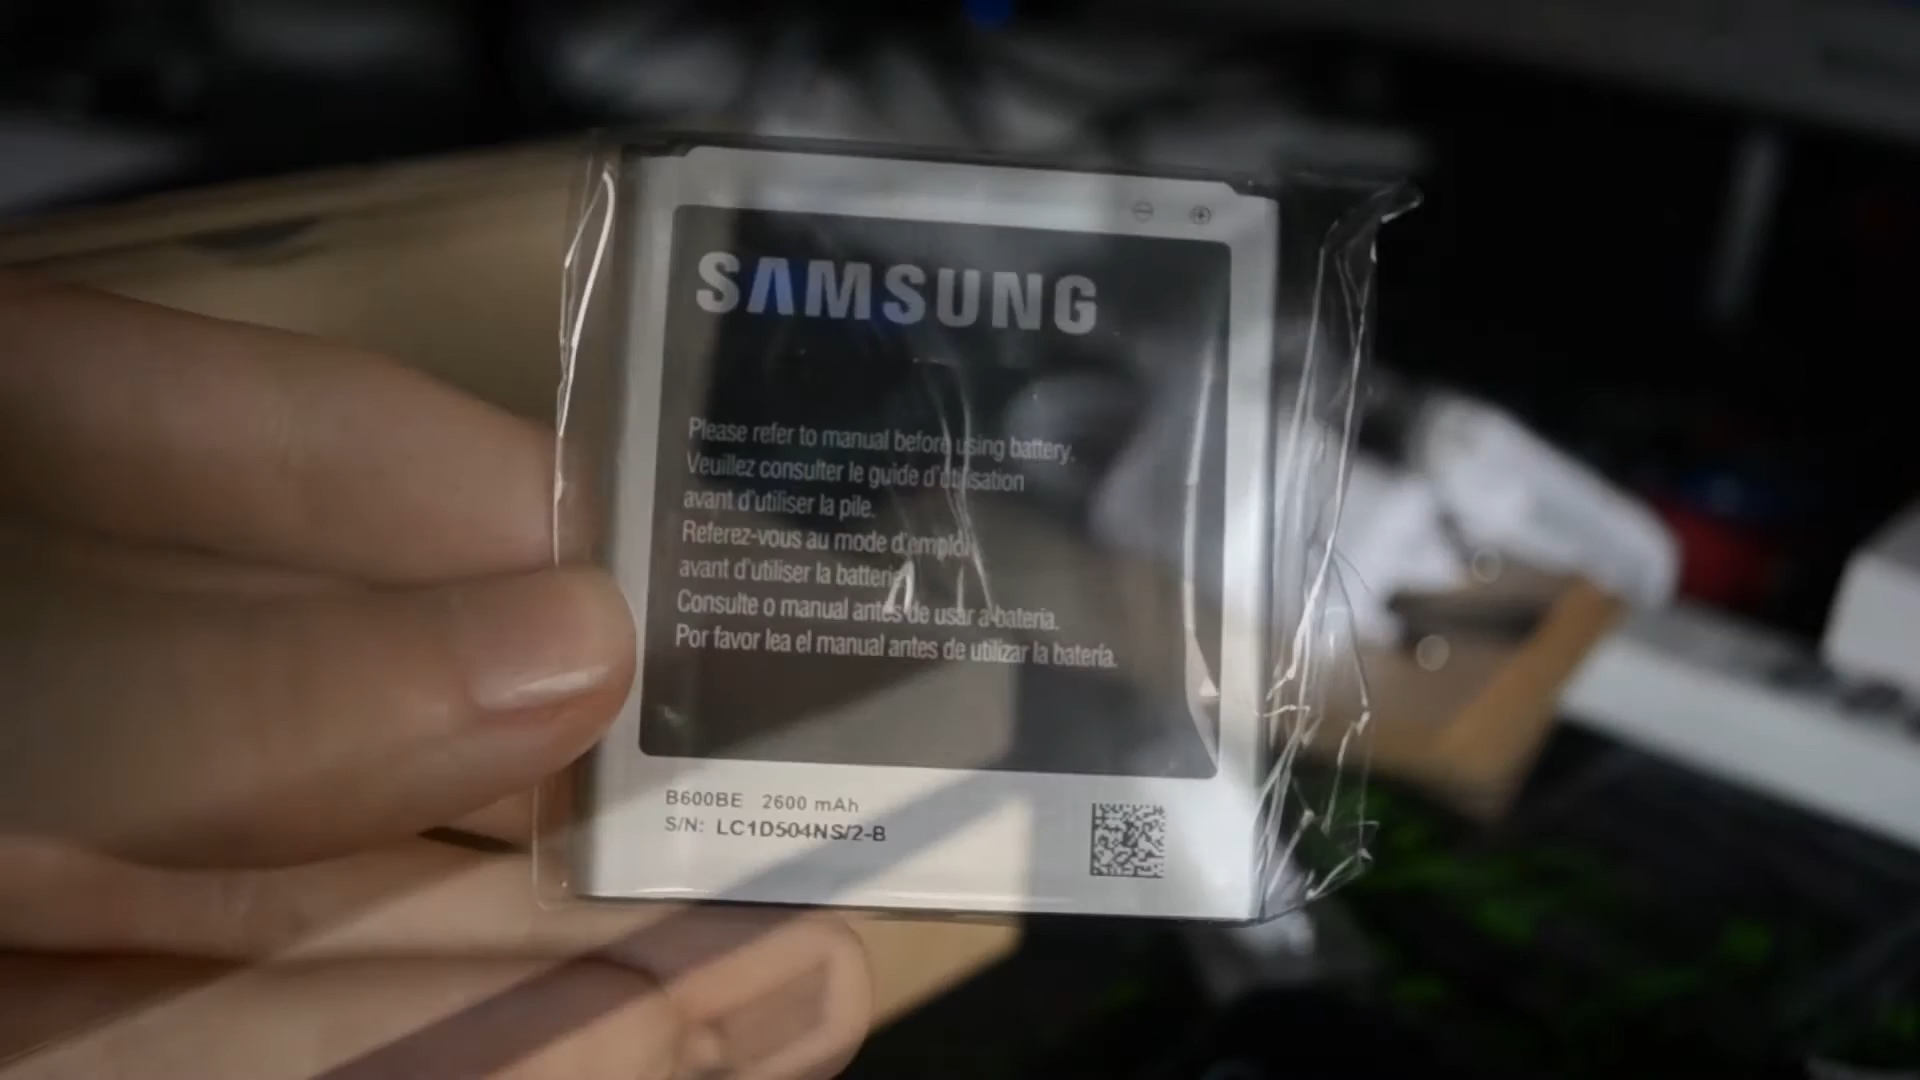 SAMSUNG
Please refer to manual before using battery.
Veuillez consulter le guide d'utilisation
avant d'utiliser la pile.
Referez-vous au mode d'emploi
avant d'utiliser la batterie
Consulte o manual antes de usar a bateria.
Por favor lea el manual antes de utilizar la batería.
B600BE 2600 mAh
S/N: LC1D504NS/2-B